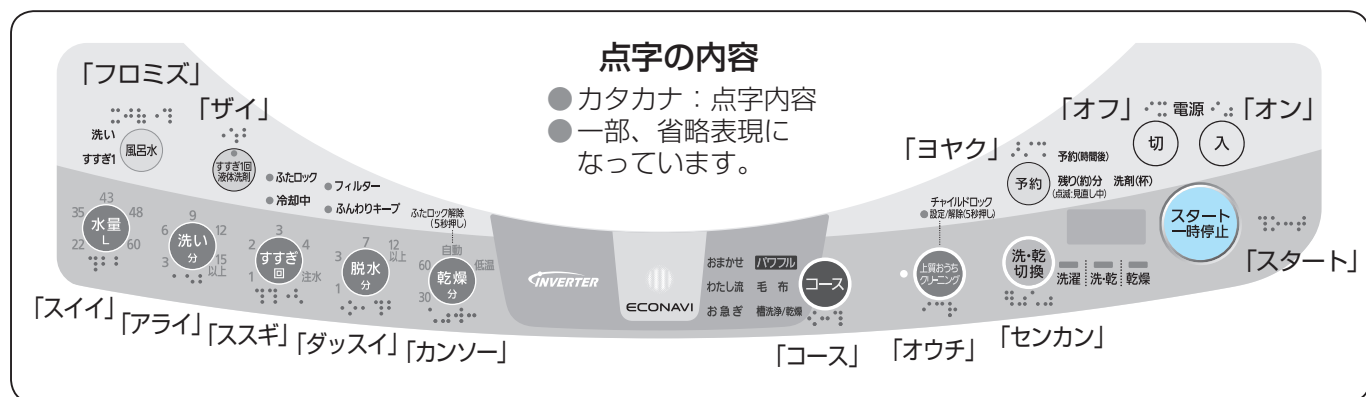 点字の内容
●カタカナ：点字内容
●一部、省略表現に
なっています。
「フロミズ」
洗い
すすぎ1
風呂水
「ザイ」
すすぎ1回
液体洗剤
●ふたロック
●冷却中
●フィルター
●ふんわりキープ
22 35 43 48 60
水量
L
「スイイ」
3 6 9 12 15
以上
洗い
分
「アライ」
1 2 3 4 注水
すすぎ
回
「ススギ」
1 3 7 12
以上
脱水
分
「ダッスイ」
ふたロック解除
(5秒押し)
30 60 自動 低温
乾燥
分
「カンソー」
INVERTER
ECONAVI
おまかせ パワフル
わたし流 毛布
お急ぎ 槽洗浄/乾燥
コース
「コース」
チャイルドロック
●設定/解除(5秒押し)
上質おうち
クリーニング
「オウチ」
「ヨヤク」
予約
予約(時間後)
残り(約)分 洗剤(杯)
(点滅:見直し中)
洗・乾
切換
洗濯 洗・乾 乾燥
「センカン」
「オフ」 電源 「オン」
切 入
スタート
一時停止
「スタート」